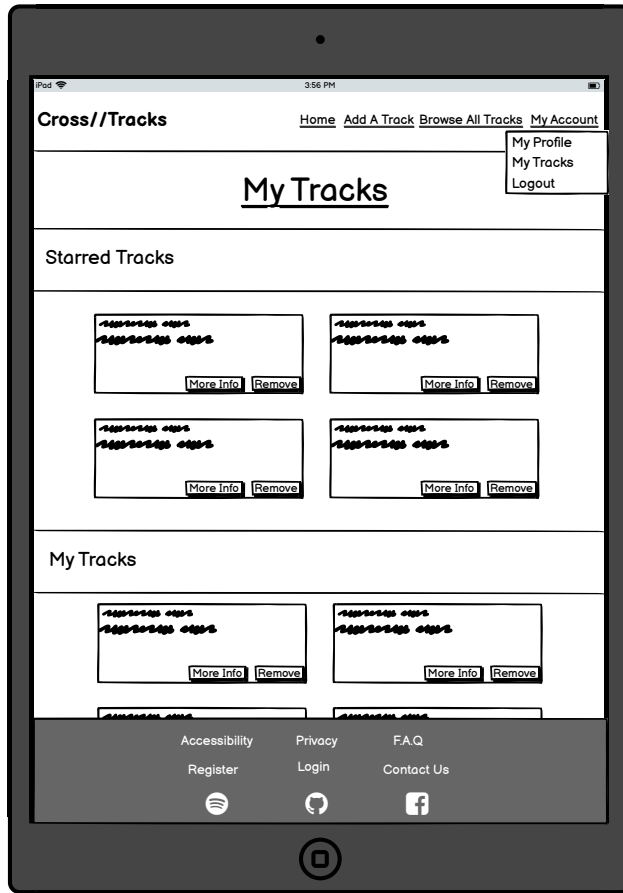 iPad 3:56 PM
Cross//Tracks Home Add A Track Browse All Tracks My Account
My Profile
My Tracks
Logout
My Tracks
Starred Tracks
More Info Remove More Info Remove
More Info Remove More Info Remove
My Tracks
More Info Remove More Info Remove
Accessibility Privacy F.A.Q
Register Login Contact Us